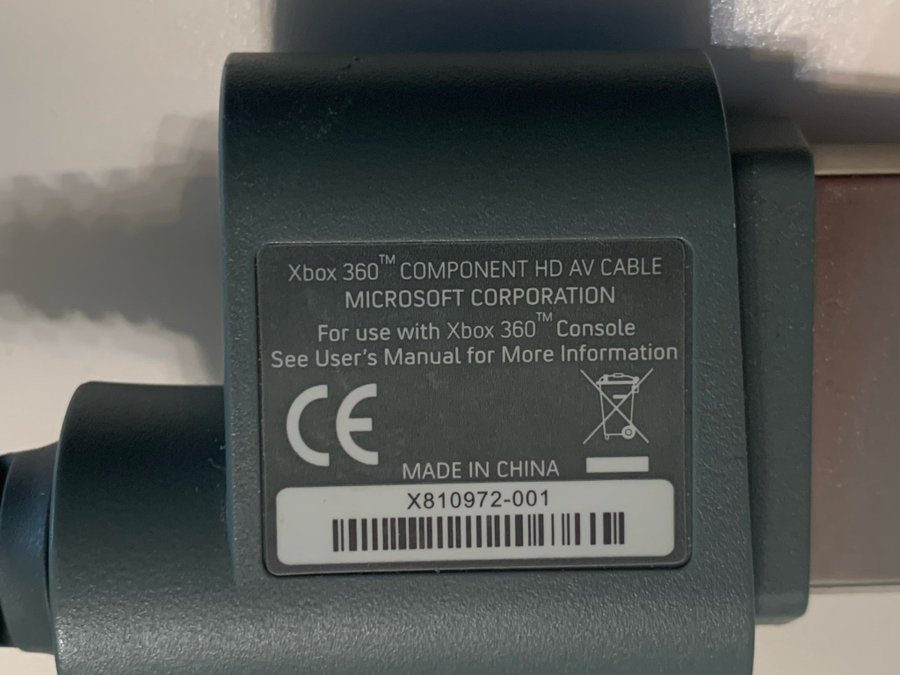 Xbox 360™ COMPONENT HD AV CABLE
MICROSOFT CORPORATION
For use with Xbox 360™ Console
See User's Manual for More Information
CE
MADE IN CHINA
X810972-001